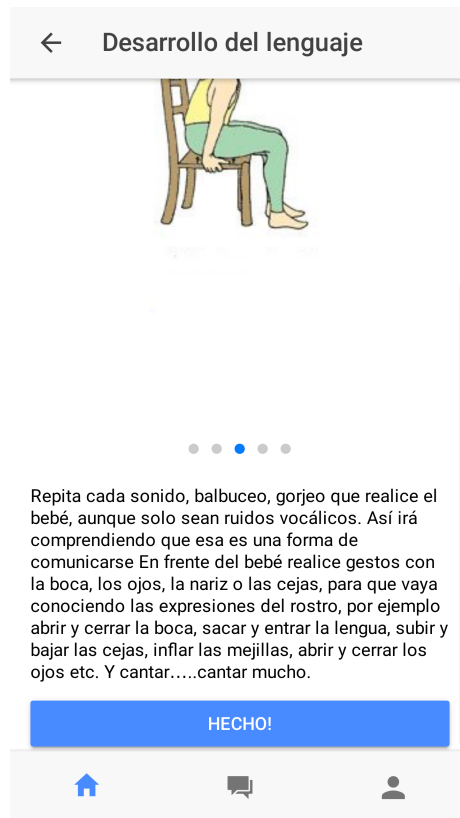 Desarrollo del lenguaje
Repita cada sonido, balbuceo, gorjeo que realice el
bebé, aunque solo sean ruidos vocálicos. Así irá
comprendiendo que esa es una forma de
comunicarse En frente del bebé realice gestos con
la boca, los ojos, la nariz o las cejas, para que vaya
conociendo las expresiones del rostro, por ejemplo
abrir y cerrar la boca, sacar y entrar la lengua, subir y
bajar las cejas, inflar las mejillas, abrir y cerrar los
ojos etc. Y cantar…..cantar mucho.
HECHO!